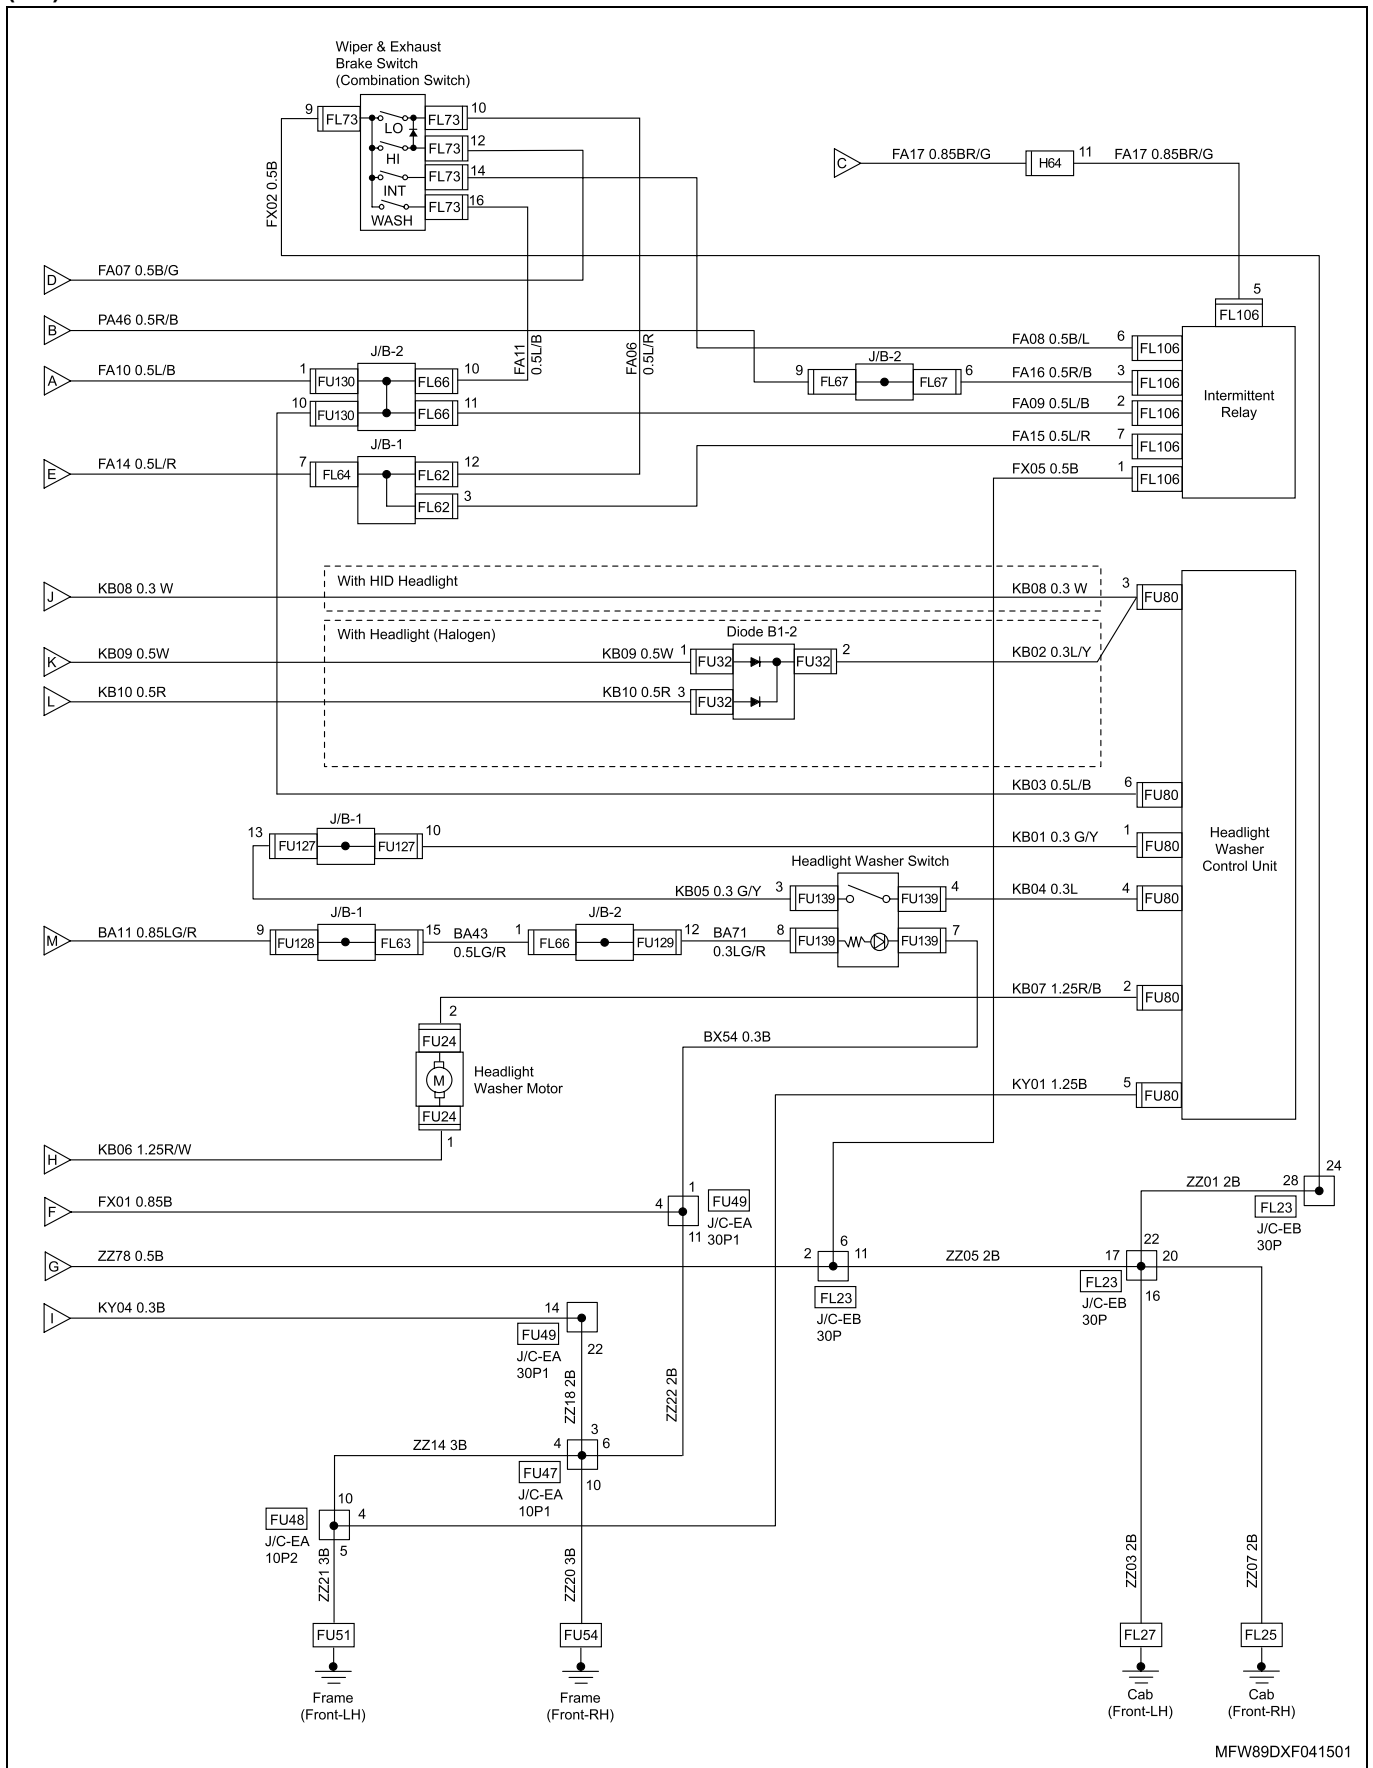 Wiper & Exhaust
Brake Switch
(Combination Switch)
9 FL73 LO FL73 10
HI FL73 12
INT FL73 14
WASH FL73 16
FX02 0.5B
C FA17 0.85BR/G H64 11 FA17 0.85BR/G
5
FL106
D FA07 0.5B/G
B PA46 0.5R/B
FA11
0.5L/B
FA06
0.5L/R
FA08 0.5B/L 6 FL106
J/B-2
A FA10 0.5L/B 1 FU130 FL66 10
J/B-2
9 FL67 FL67 6 FA16 0.5R/B 3 FL106
Intermittent
Relay
10 FU130 FL66 11 FA09 0.5L/B 2 FL106
J/B-1
FA15 0.5L/R 7 FL106
E FA14 0.5L/R 7 FL64 FL62 12
FX05 0.5B 1 FL106
FL62 3
With HID Headlight
J KB08 0.3 W KB08 0.3 W 3 FU80
With Headlight (Halogen)
Diode B1-2
K KB09 0.5W KB09 0.5W 1 FU32 FU32 2 KB02 0.3L/Y
L KB10 0.5R KB10 0.5R 3 FU32
KB03 0.5L/B 6 FU80
J/B-1
13 FU127 FU127 10 KB01 0.3 G/Y 1 FU80
Headlight
Washer
Control Unit
Headlight Washer Switch
KB05 0.3 G/Y 3 FU139 FU139 4 KB04 0.3L 4 FU80
J/B-1
J/B-2
M BA11 0.85LG/R 9 FU128 FL63 15 BA43
0.5LG/R
1 FL66 FU129 12 BA71
0.3LG/R
8 FU139 FU139 7
KB07 1.25R/B 2 FU80
2
FU24
M
Headlight
Washer Motor
FU24
1
BX54 0.3B
KY01 1.25B 5 FU80
H KB06 1.25R/W
F FX01 0.85B 4 1 11 FU49
J/C-EA
30P1
ZZ01 2B 28 24
FL23
J/C-EB
30P
G ZZ78 0.5B 2 6 11 ZZ05 2B 17 22 20 16
FL23
J/C-EB
30P
FL23
J/C-EB
30P
I KY04 0.3B 14 22
FU49
J/C-EA
30P1
ZZ18 2B
ZZ22 2B
ZZ14 3B 4 3 6 10
FU47
J/C-EA
10P1
FU48
J/C-EA
10P2
10 4 5
ZZ21 3B
ZZ20 3B
ZZ03 2B
ZZ07 2B
FU51
FU54
FL27
FL25
Frame
(Front-LH)
Frame
(Front-RH)
Cab
(Front-LH)
Cab
(Front-RH)
MFW89DXF041501